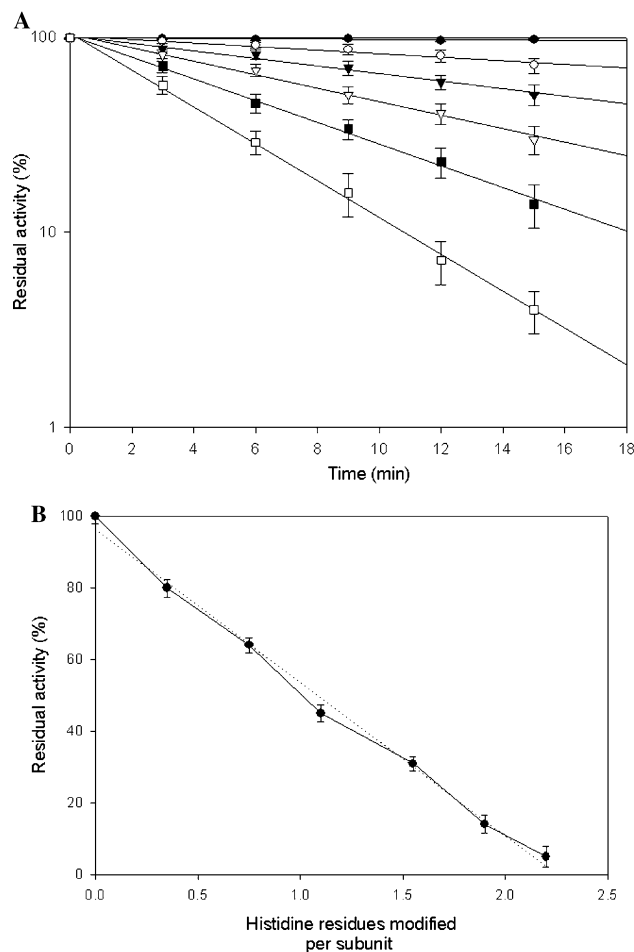 A
Residual activity (%)
100
10
1
0 2 4 6 8 10 12 14 16 18
Time (min)
B
Residual activity (%)
100
80
60
40
20
0
0.0 0.5 1.0 1.5 2.0 2.5
Histidine residues modified
per subunit